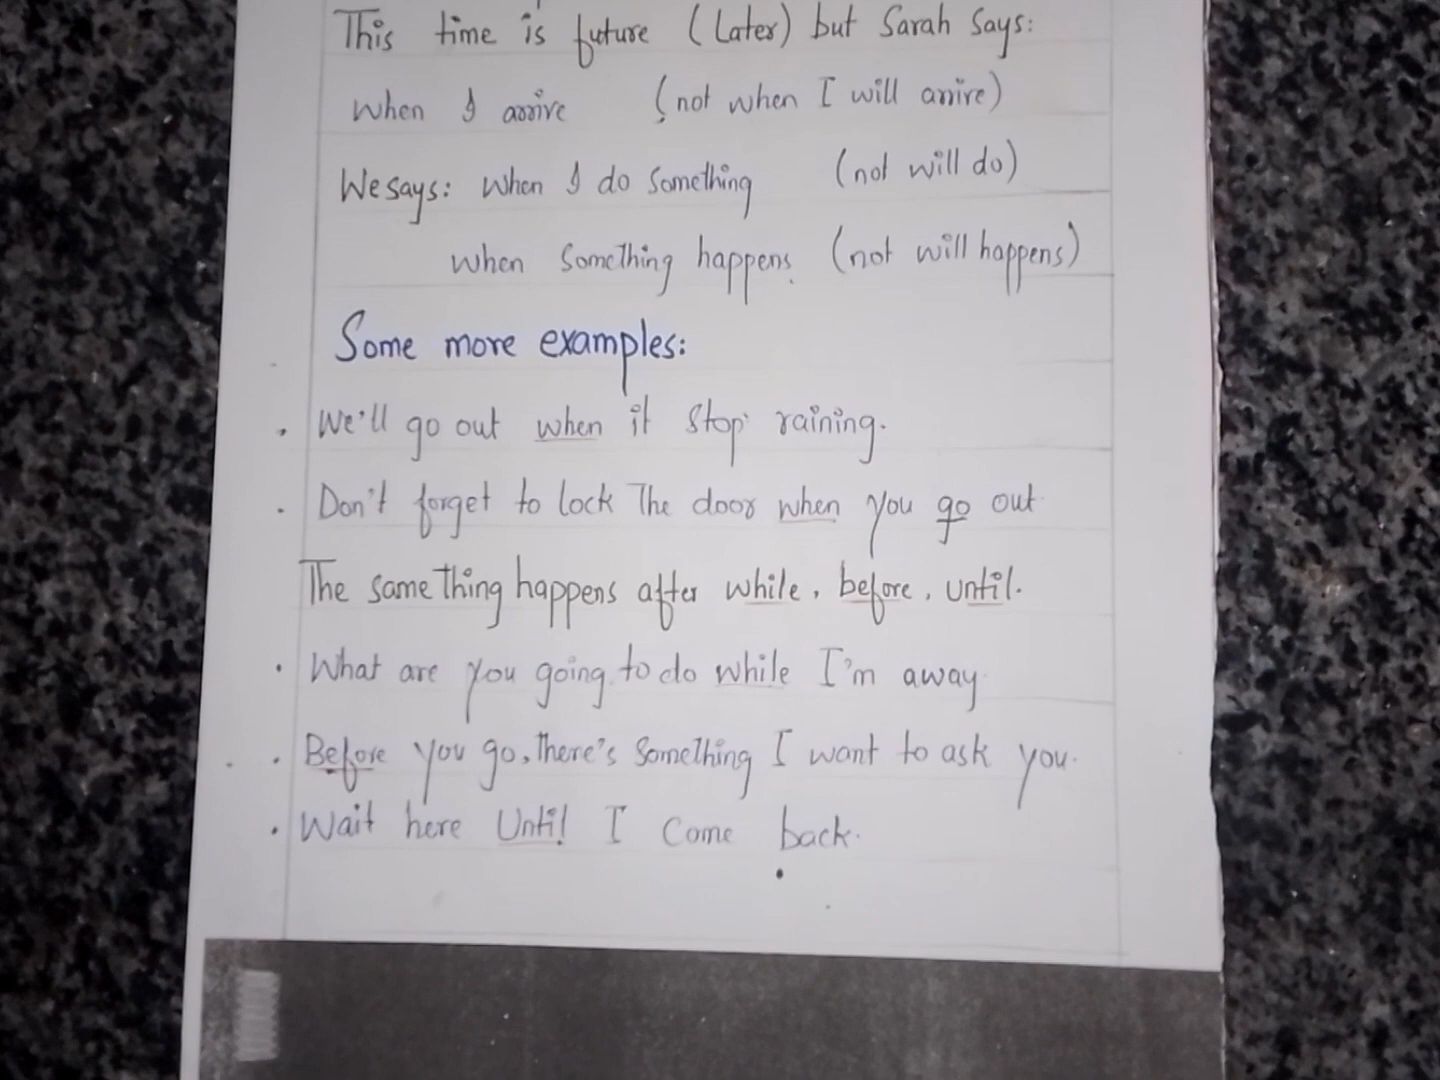 This time is future (Later) but Sarah Says:
When I arrive (not when I will arrive)
We says: When I do Something (not will do)
when Something happens. (not will happens)
Some more examples:
. We'll go out when it stop raining.
. Don't forget to lock The door when you go out.
The same thing happens after while, before, until.
. What are you going to do while I'm away
. Before you go, there's Something I want to ask you.
. Wait here Until I Come back.